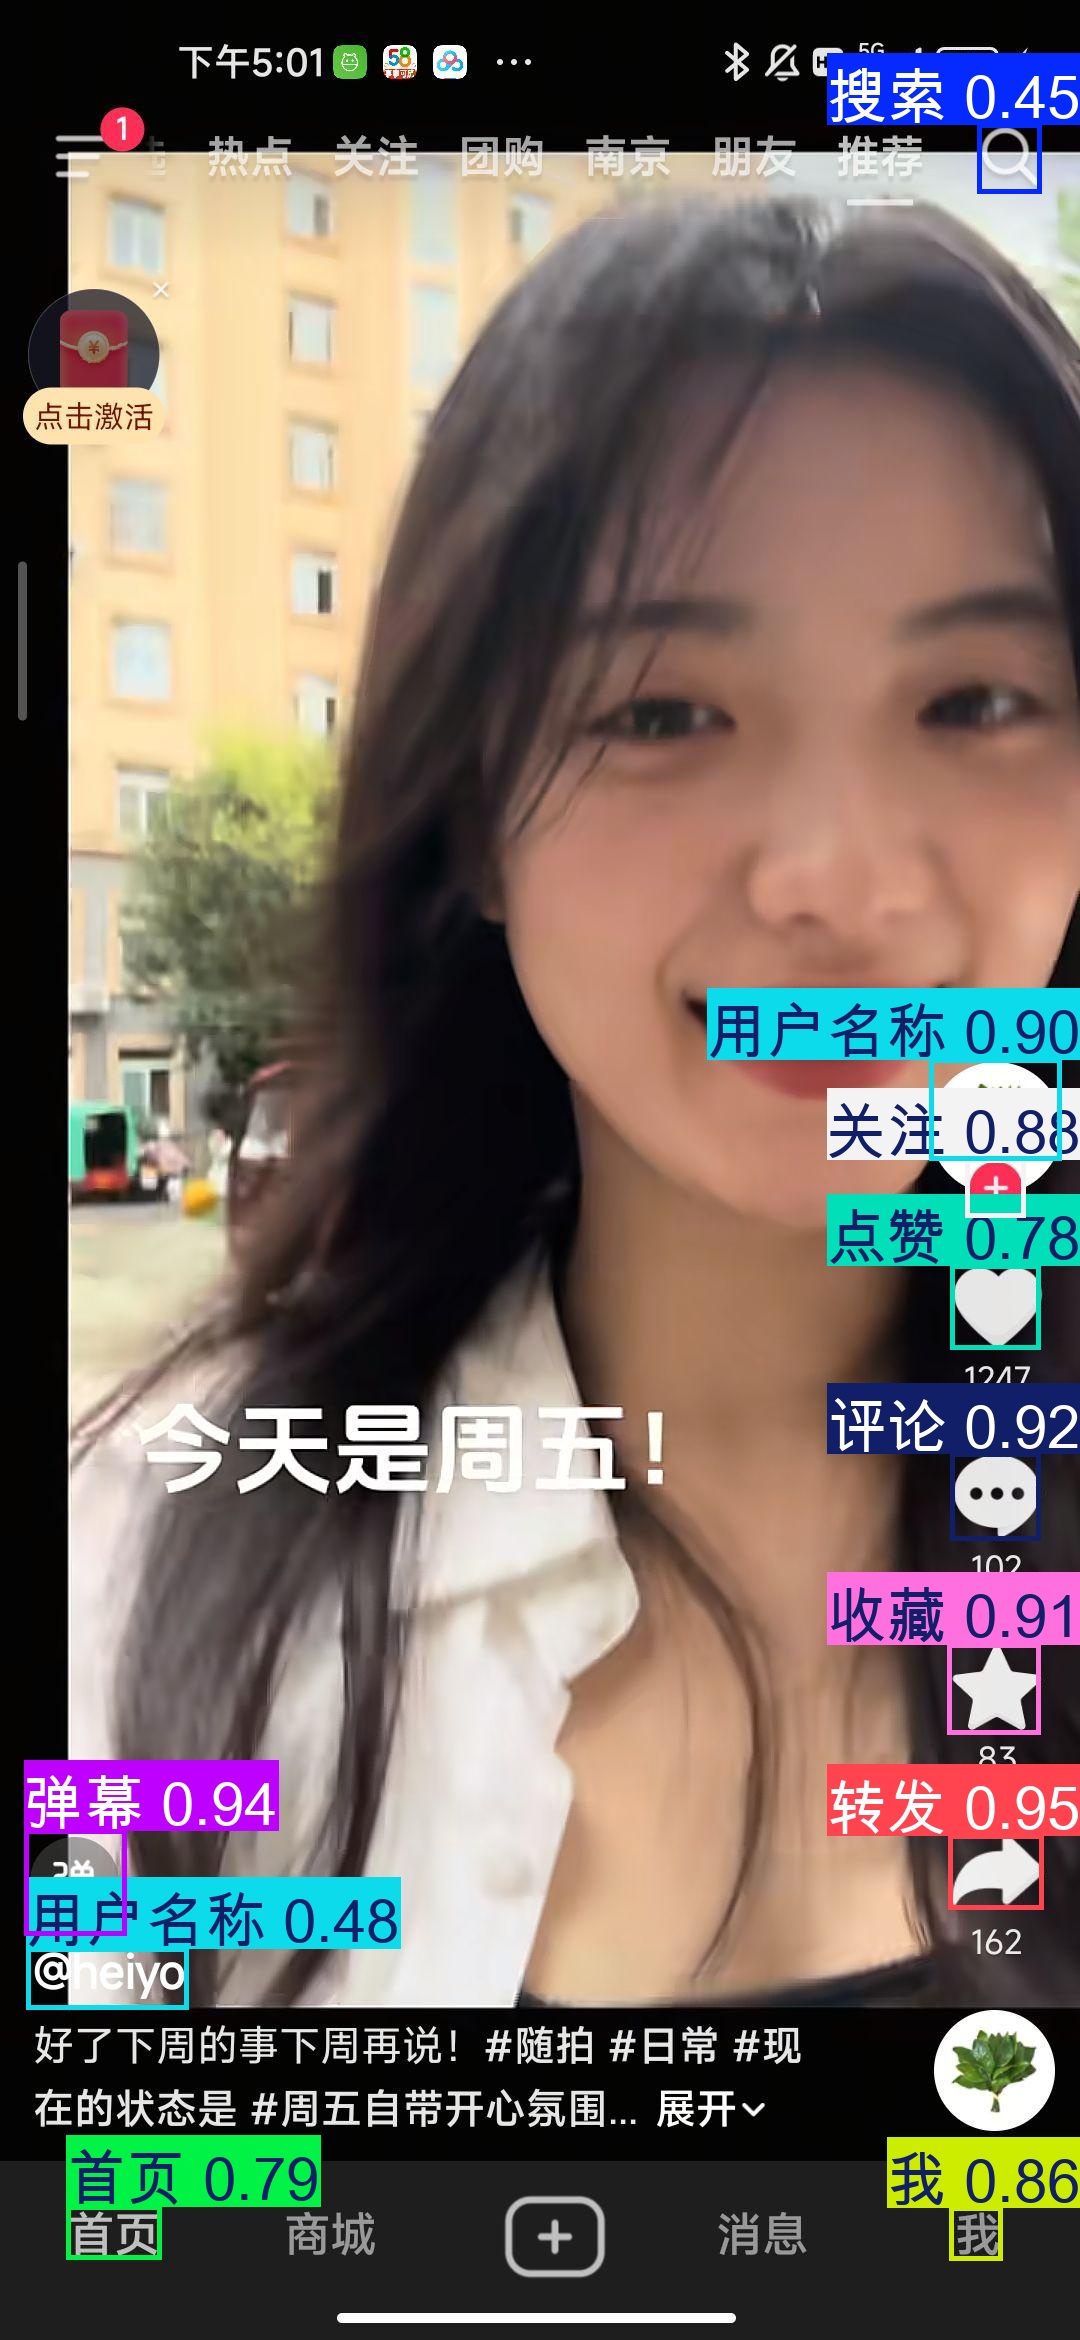 下午5:01
5G
搜索 0.45
1
热点 关注 团购 南京 朋友 推荐
点击激活
用户名称 0.90
关注 0.88
点赞 0.78
1247
今天是周五!
评论 0.92
102
收藏 0.91
83
弹幕 0.94
转发 0.95
弹
用户名称 0.48
162
@heiyo
好了下周的事下周再说! #随拍 #日常 #现
在的状态是 #周五自带开心氛围... 展开
首页 0.79
我 0.86
首页 商城 消息 我